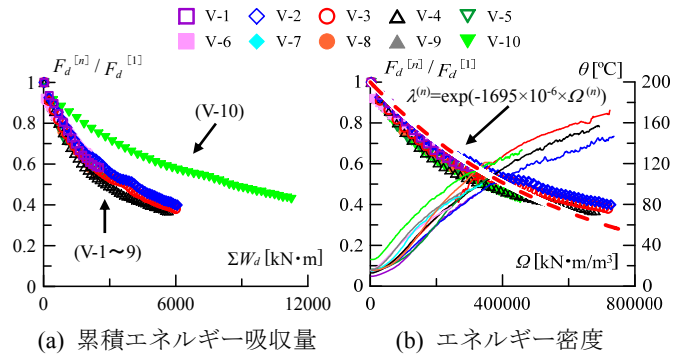 V-1 V-2 V-3 V-4 V-5
V-6 V-7 V-8 V-9 V-10
F_d^[n] / F_d^[1]
1
0.8
0.6
0.4
0.2
0
(V-10)
(V-1～9)
ΣW_d [kN・m]
0 6000 12000
(a) 累積エネルギー吸収量
F_d^[n] / F_d^[1]
θ [ºC]
λ^(n)=exp(-1695×10^-6×Ω^(n))
1
0.8
0.6
0.4
0.2
0
200
160
120
80
40
0
Ω [kN・m/m³]
0 400000 800000
(b) エネルギー密度